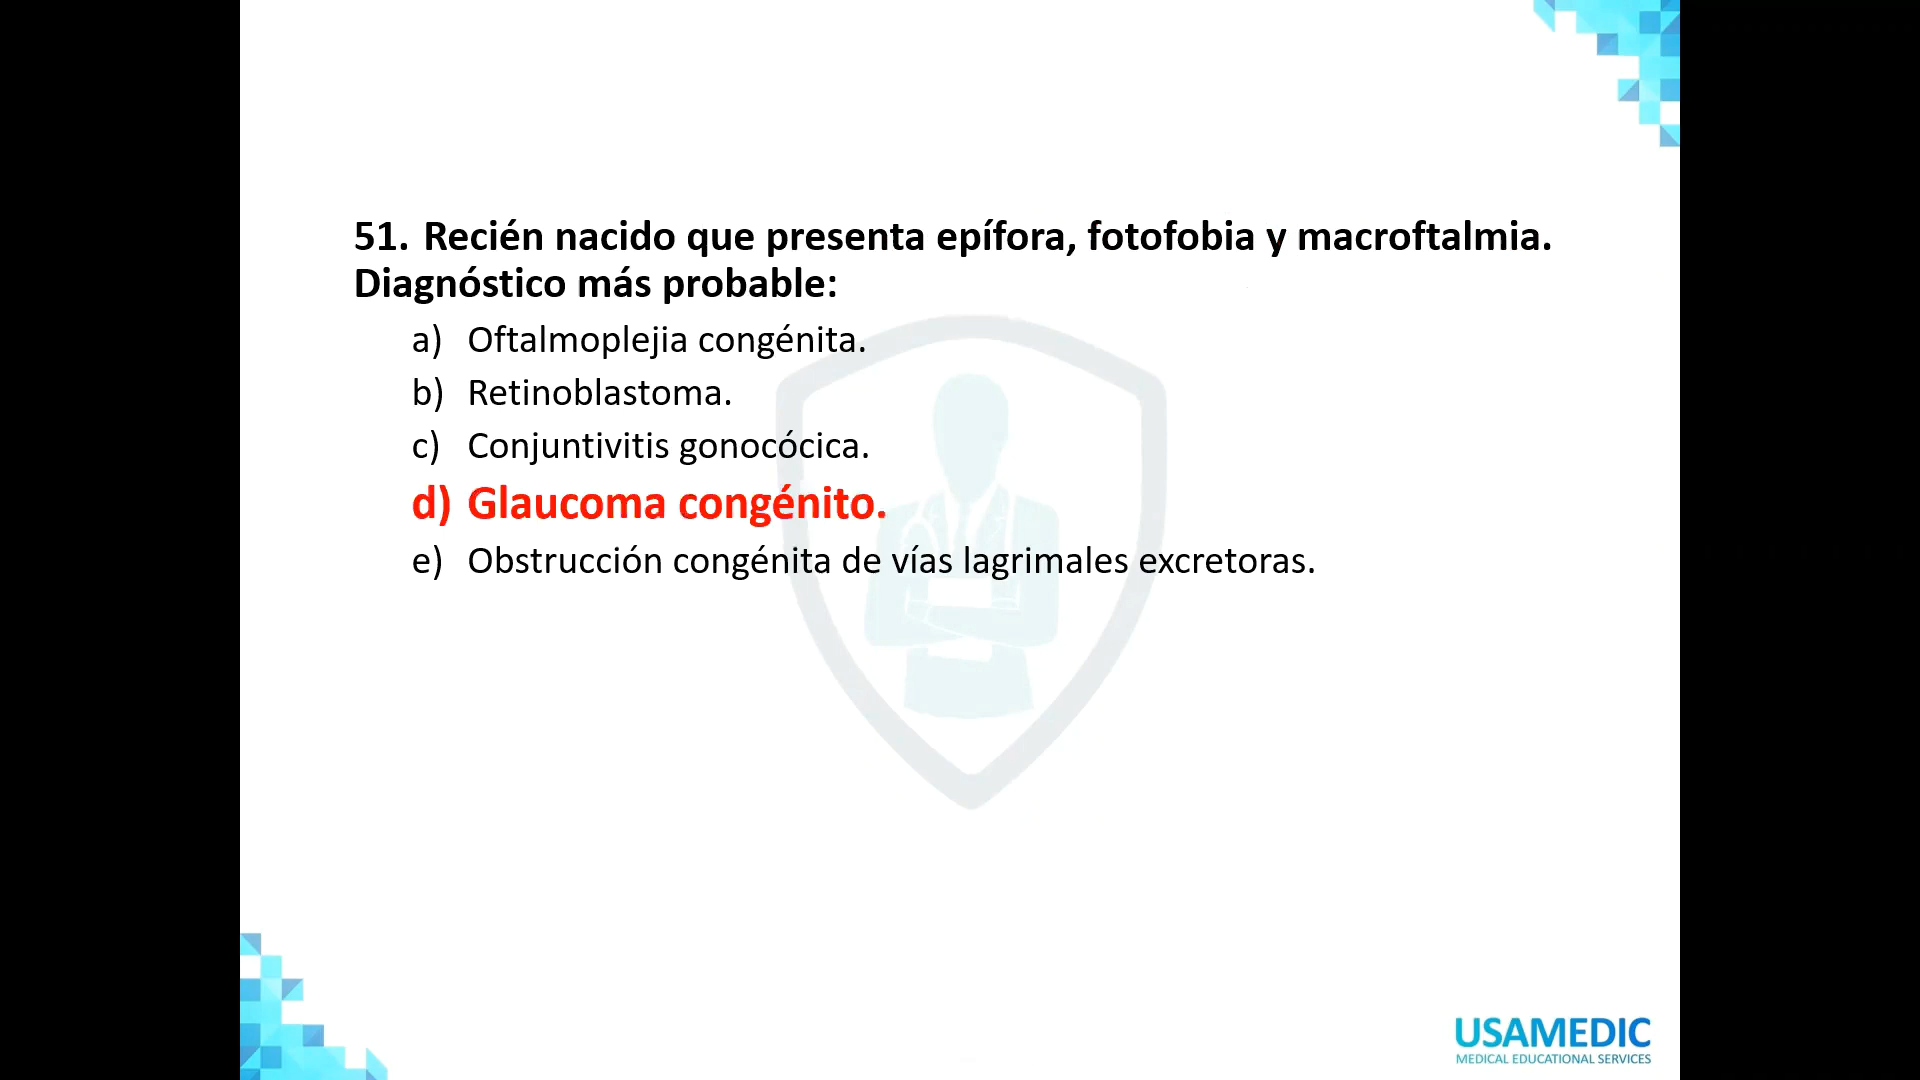 51. Recién nacido que presenta epífora, fotofobia y macroftalmia.
Diagnóstico más probable:
a) Oftalmoplejia congénita.
b) Retinoblastoma.
c) Conjuntivitis gonocócica.
d) Glaucoma congénito.
e) Obstrucción congénita de vías lagrimales excretoras.
USAMEDIC
MEDICAL EDUCATIONAL SERVICES